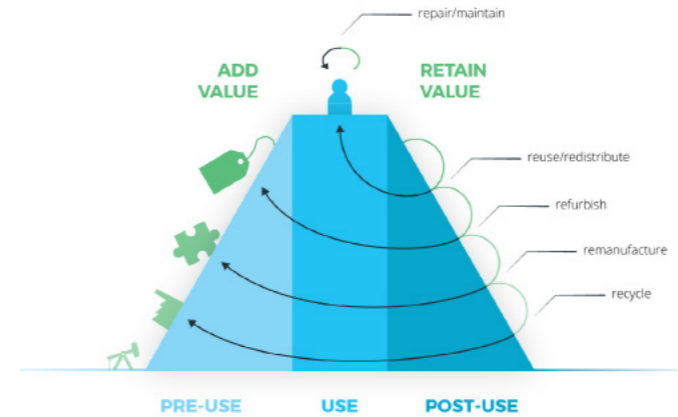 repair/maintain
ADD
VALUE
RETAIN
VALUE
reuse/redistribute
refurbish
remanufacture
recycle
PRE-USE
USE
POST-USE